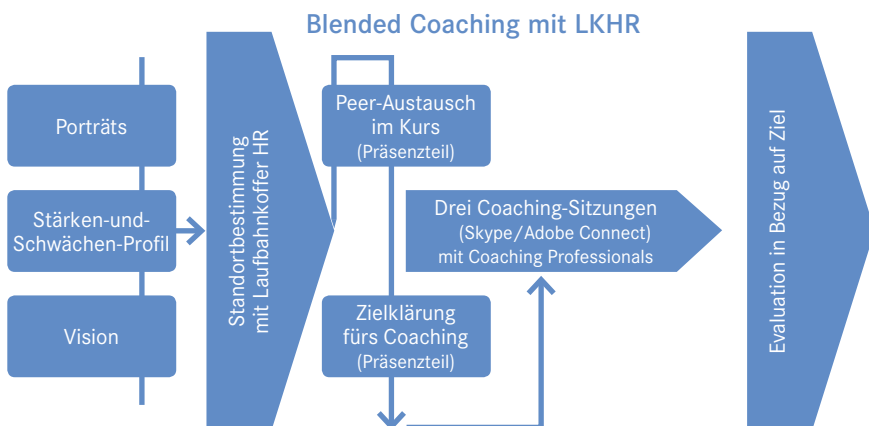 Blended Coaching mit LKHR
Porträts
Stärken-und-
Schwächen-Profil
Vision
Standortbestimmung
mit Laufbahnkoffer HR
Peer-Austausch
im Kurs
(Präsenzteil)
Zielklärung
fürs Coaching
(Präsenzteil)
Drei Coaching-Sitzungen
(Skype/Adobe Connect)
mit Coaching Professionals
Evaluation in Bezug auf Ziel